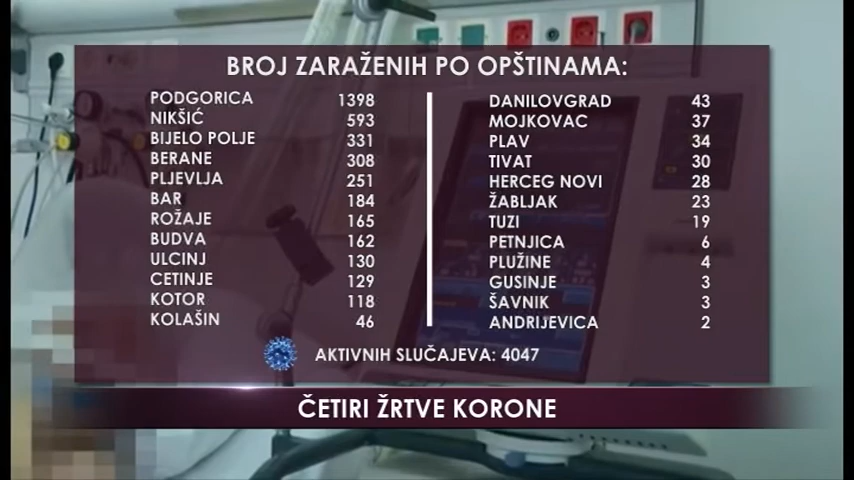 BROJ ZARAŽENIH PO OPŠTINAMA:
PODGORICA 1398
NIKŠIĆ 593
BIJELO POLJE 331
BERANE 308
PLJEVLJA 251
BAR 184
ROŽAJE 165
BUDVA 162
ULCINJ 130
CETINJE 129
KOTOR 118
KOLAŠIN 46
DANILOVGRAD 43
MOJKOVAC 37
PLAV 34
TIVAT 30
HERCEG NOVI 28
ŽABLJAK 23
TUZI 19
PETNJICA 6
PLUŽINE 4
GUSINJE 3
ŠAVNIK 3
ANDRIJEVICA 2
AKTIVNIH SLUČAJEVA: 4047
ČETIRI ŽRTVE KORONE